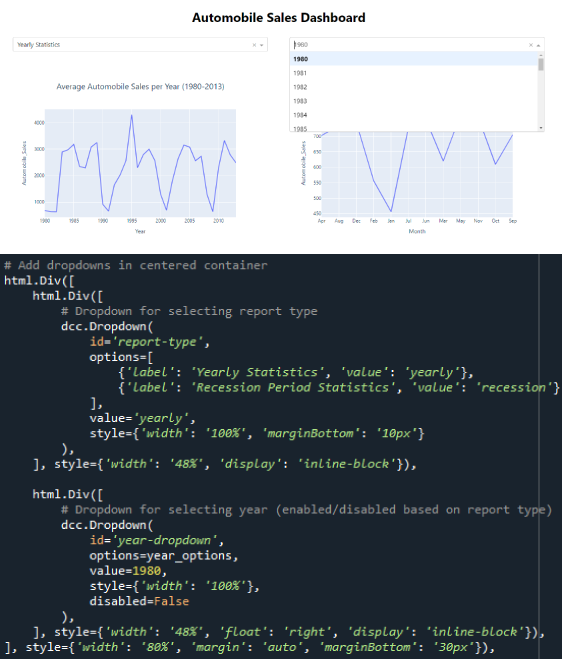 Automobile Sales Dashboard
Yearly Statistics
1980
1980
1981
1982
1983
1984
1985
Average Automobile Sales per Year (1980-2013)
Automobile_Sales
4000
3000
2000
1000
1980
1985
1990
1995
2000
2005
2010
Year
Automobile_Sales
700
650
600
550
500
450
Apr
Aug
Dec
Feb
Jan
Jul
Jun
Mar
May
Nov
Oct
Sep
Month
# Add dropdowns in centered container
html.Div([
    html.Div([
        # Dropdown for selecting report type
        dcc.Dropdown(
            id='report-type',
            options=[
                {'label': 'Yearly Statistics', 'value': 'yearly'},
                {'label': 'Recession Period Statistics', 'value': 'recession'}
            ],
            value='yearly',
            style={'width': '100%', 'marginBottom': '10px'}
        ),
    ], style={'width': '48%', 'display': 'inline-block'}),
    html.Div([
        # Dropdown for selecting year (enabled/disabled based on report type)
        dcc.Dropdown(
            id='year-dropdown',
            options=year_options,
            value=1980,
            style={'width': '100%'},
            disabled=False
        ),
    ], style={'width': '48%', 'float': 'right', 'display': 'inline-block'}),
], style={'width': '80%', 'margin': 'auto', 'marginBottom': '30px'}),